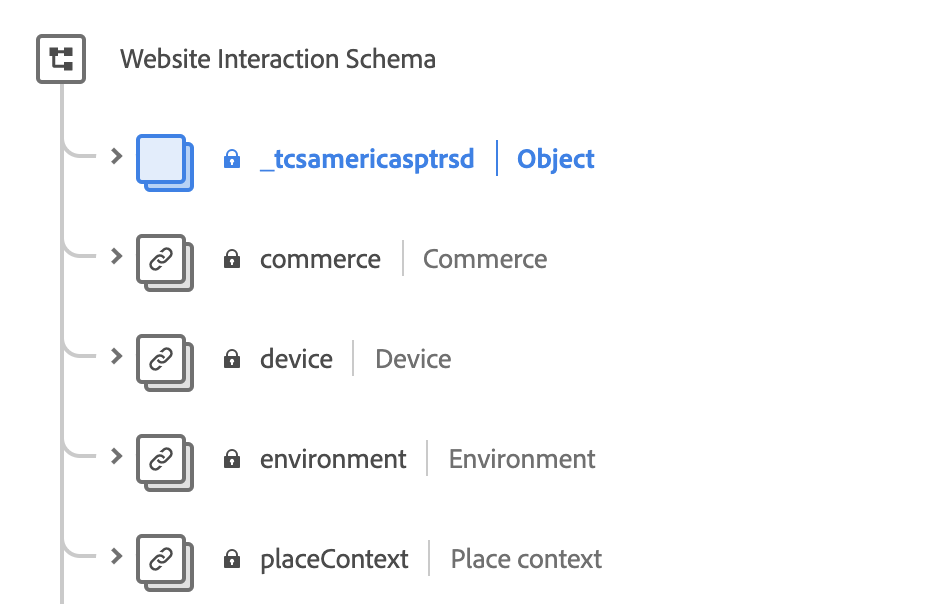 Website Interaction Schema
_tcsamericasptrsd | Object
commerce | Commerce
device | Device
environment | Environment
placeContext | Place context